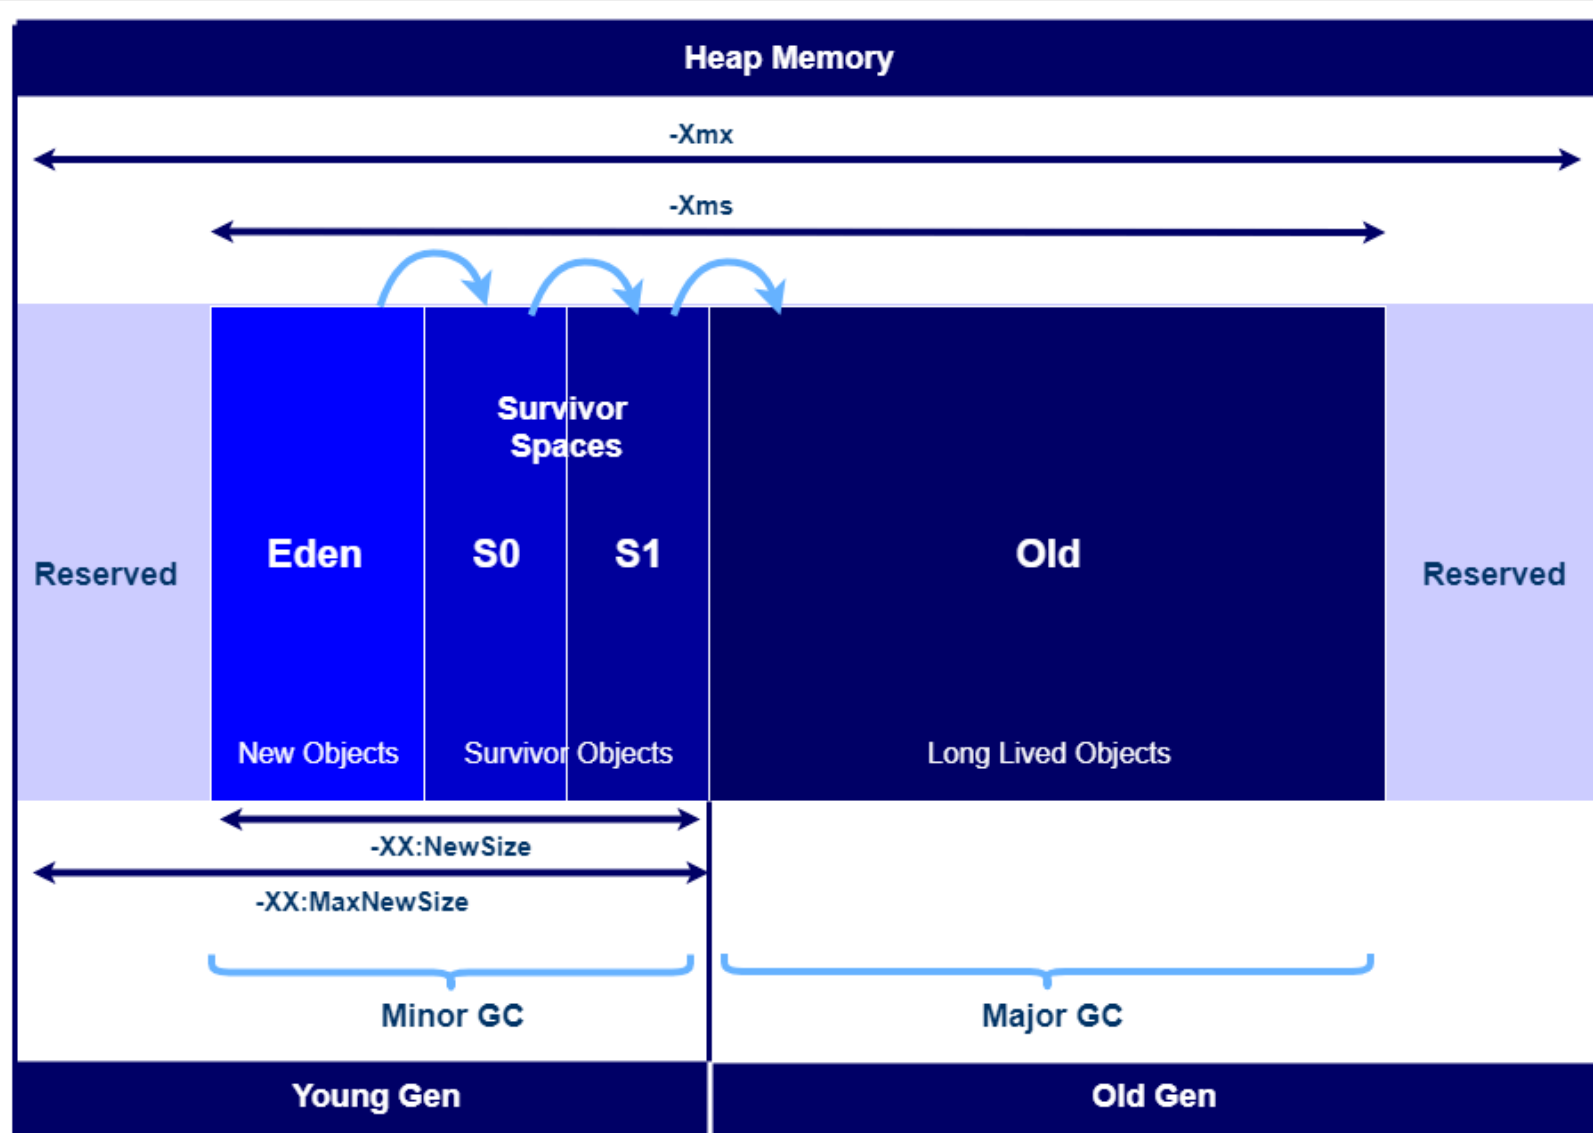 Heap Memory
-Xmx
-Xms
Survivor
Spaces
Eden
S0
S1
Old
Reserved
Reserved
New Objects
Survivor Objects
Long Lived Objects
-XX:NewSize
-XX:MaxNewSize
Minor GC
Major GC
Young Gen
Old Gen